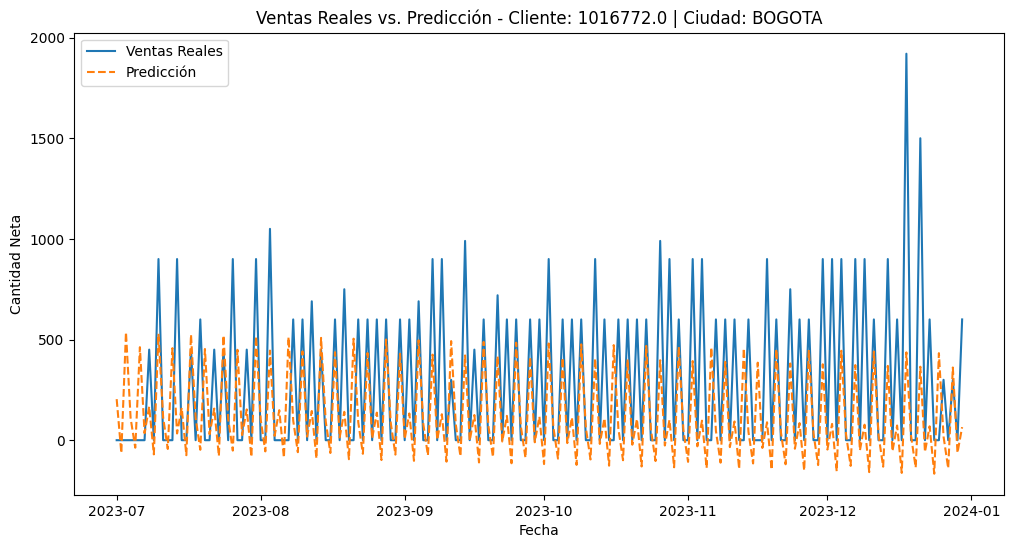 Ventas Reales vs. Predicción - Cliente: 1016772.0 | Ciudad: BOGOTA
Ventas Reales
Predicción
Cantidad Neta
2000
1500
1000
500
0
2023-07
2023-08
2023-09
2023-10
2023-11
2023-12
2024-01
Fecha